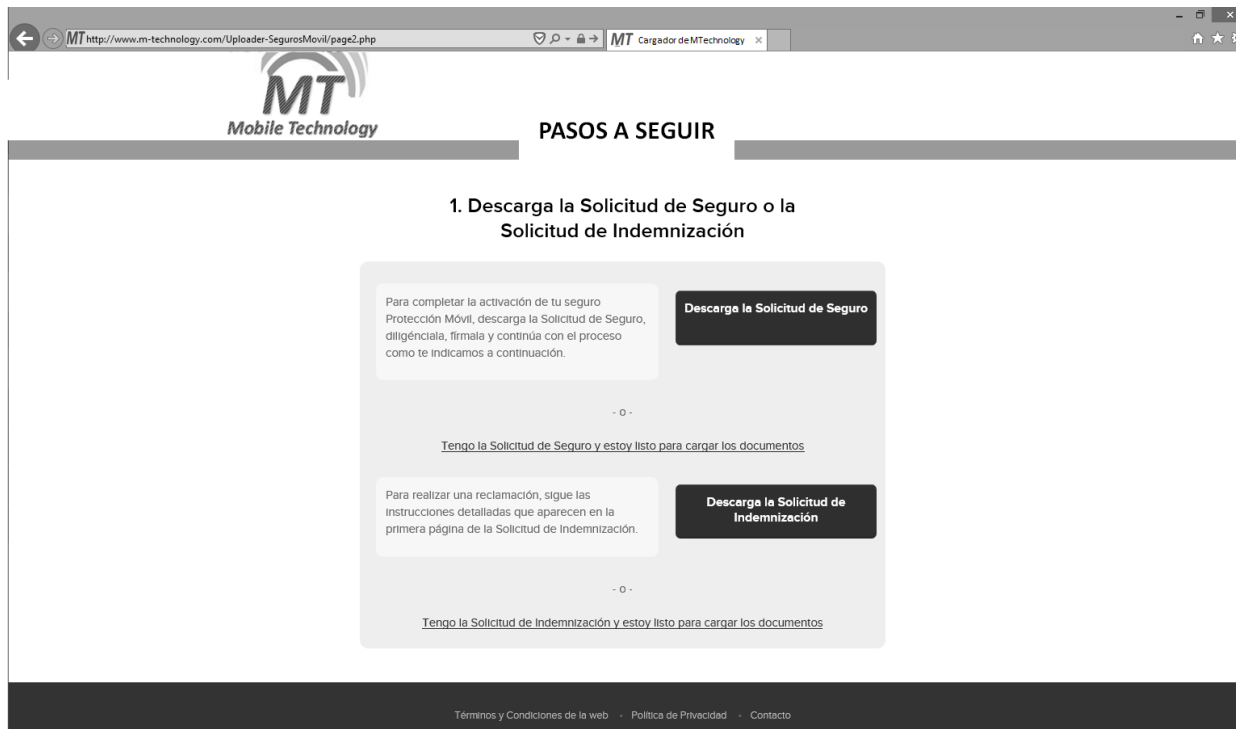 MT http://www.m-technology.com/Uploader-SegurosMovil/page2.php
MT Cargador de MTechnology
MT
Mobile Technology
PASOS A SEGUIR
1. Descarga la Solicitud de Seguro o la
Solicitud de Indemnización
Para completar la activación de tu seguro
Protección Móvil, descarga la Solicitud de Seguro,
diligénciala, fírmala y continúa con el proceso
como te indicamos a continuación.
Descarga la Solicitud de Seguro
- o -
Tengo la Solicitud de Seguro y estoy listo para cargar los documentos
Para realizar una reclamación, sigue las
instrucciones detalladas que aparecen en la
primera página de la Solicitud de Indemnización.
Descarga la Solicitud de
Indemnización
- o -
Tengo la Solicitud de Indemnización y estoy listo para cargar los documentos
Términos y Condiciones de la web - Política de Privacidad - Contacto